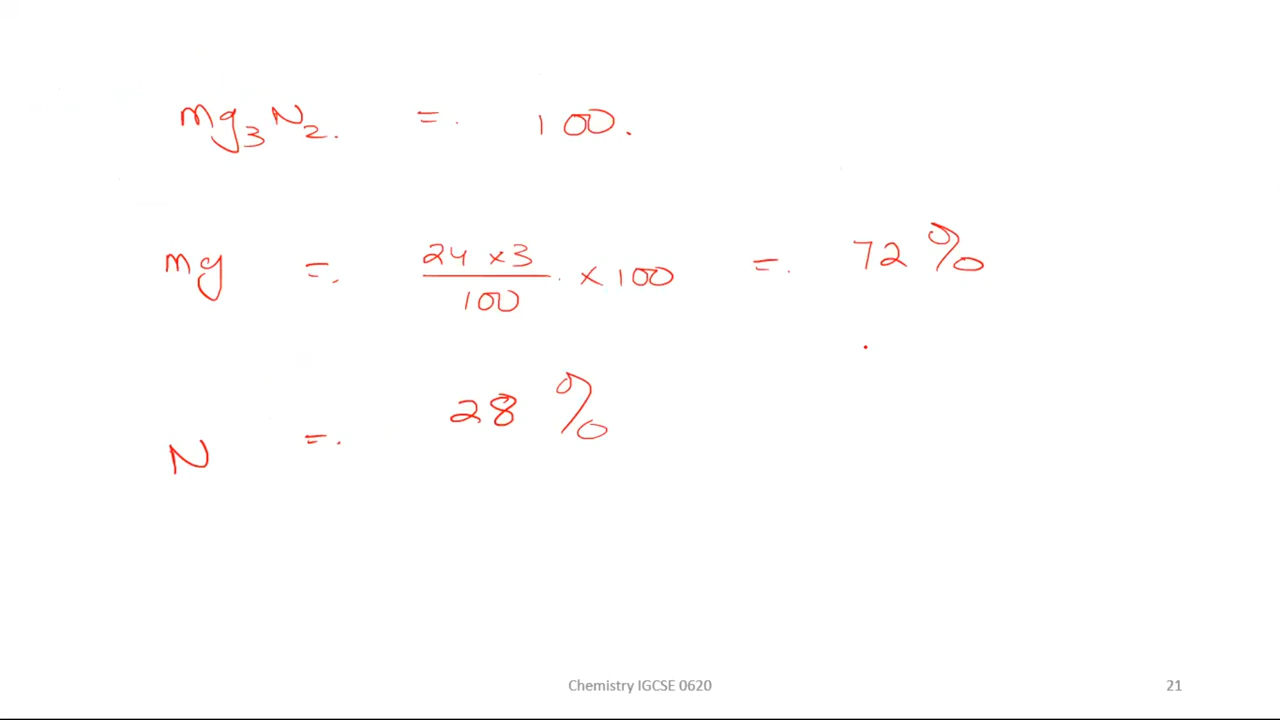 Mg₃N₂. =. 100.
Mg =. 24 × 3 / 100 × 100 =. 72 %
N =. 28 %
Chemistry IGCSE 0620 21